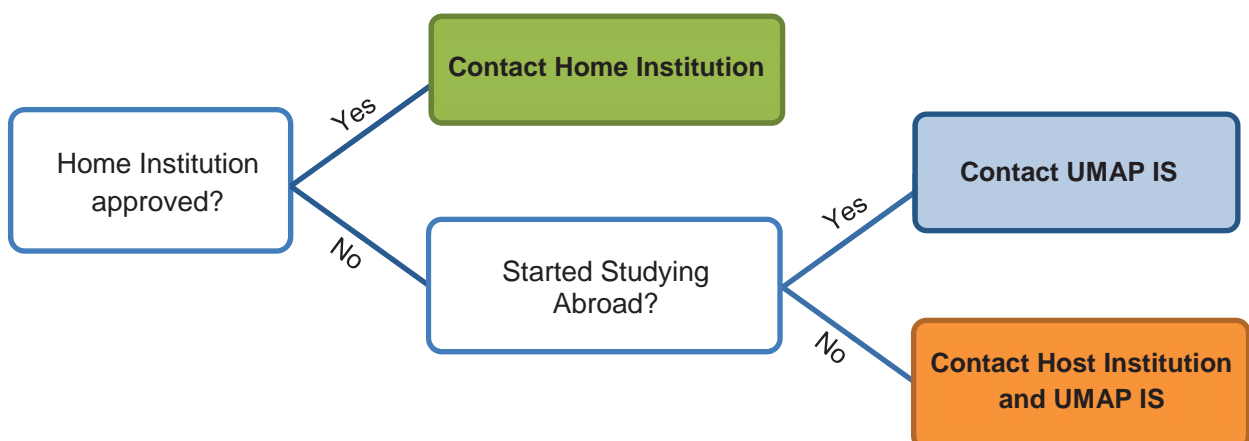 Contact Home Institution
Yes
Home Institution
approved?
No
Contact UMAP IS
Yes
Started Studying
Abroad?
No
Contact Host Institution
and UMAP IS